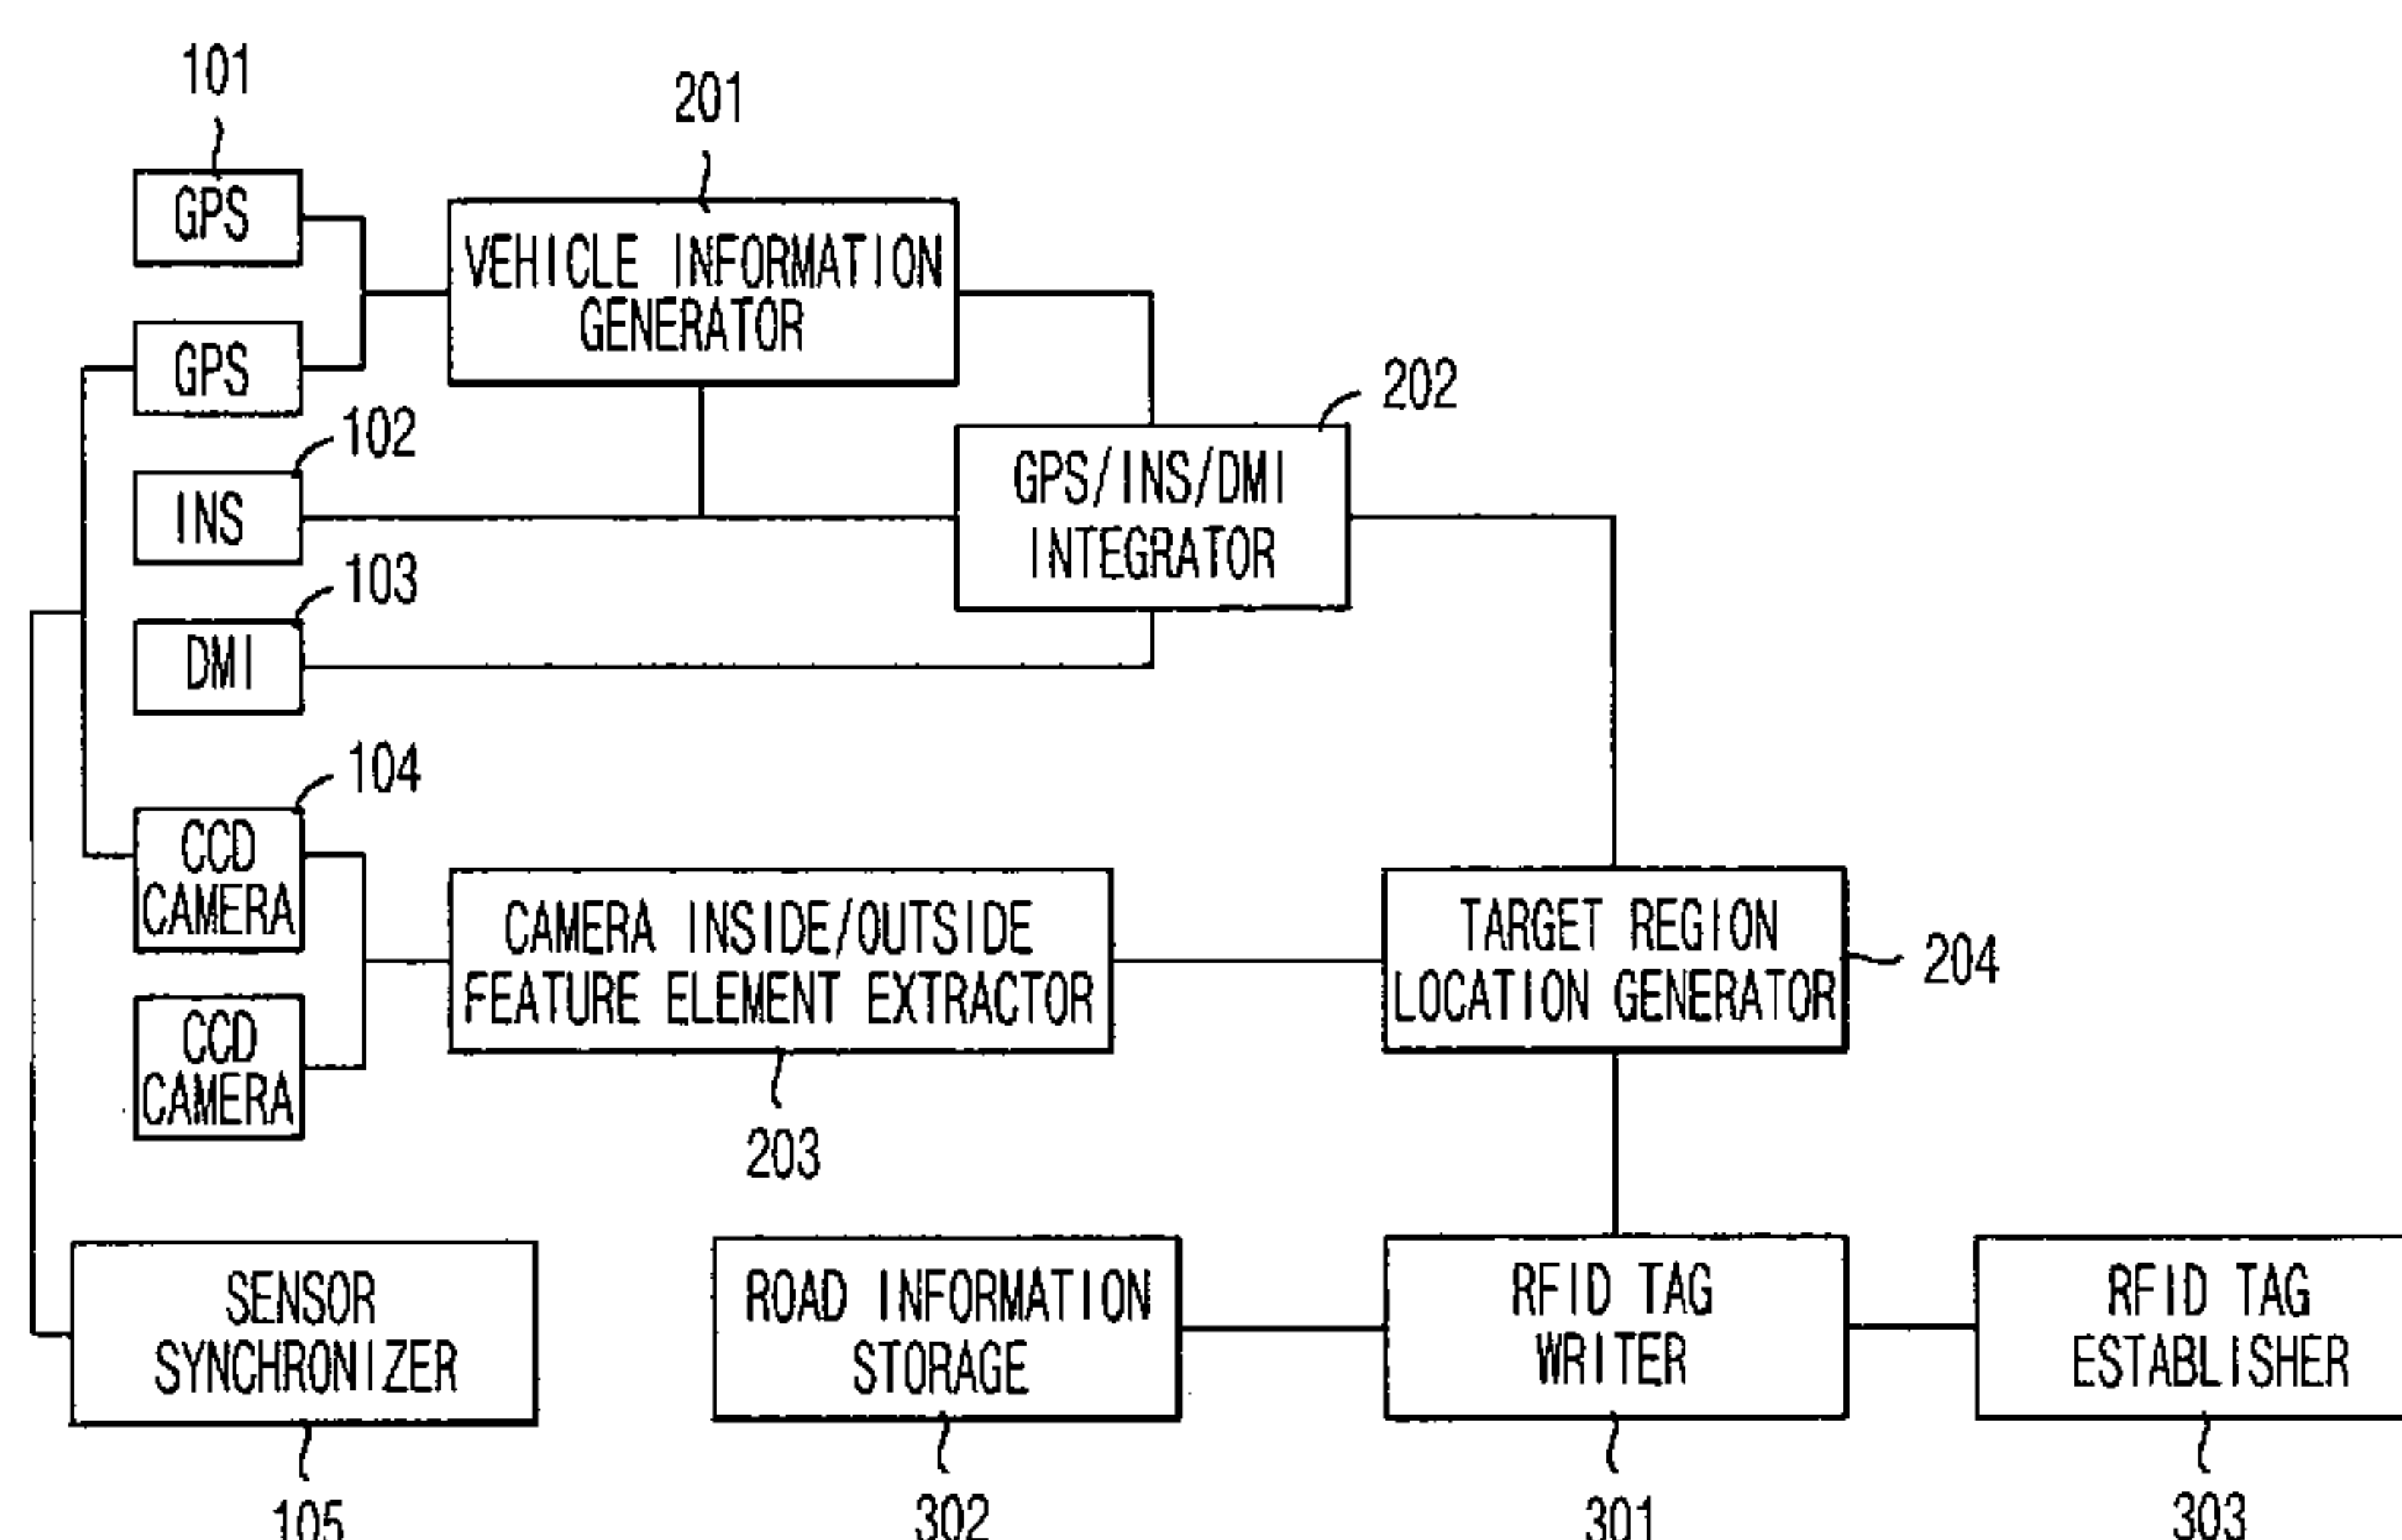 101
201
GPS
VEHICLE INFORMATION
GENERATOR
GPS
202
102
GPS/INS/DMI
INTEGRATOR
INS
103
DMI
104
CCD
CAMERA
CAMERA INSIDE/OUTSIDE
FEATURE ELEMENT EXTRACTOR
TARGET REGION
LOCATION GENERATOR
204
CCD
CAMERA
203
SENSOR
SYNCHRONIZER
ROAD INFORMATION
STORAGE
RFID TAG
WRITER
RFID TAG
ESTABLISHER
105
302
301
303